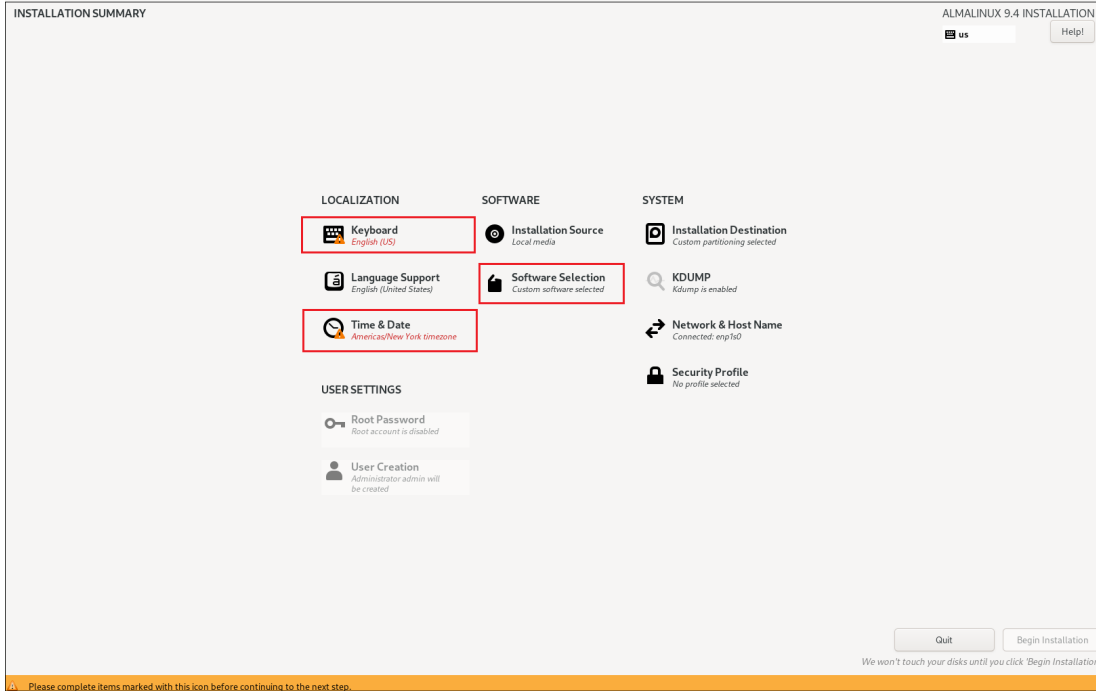 INSTALLATION SUMMARY
ALMALINUX 9.4 INSTALLATION
us
Help!
LOCALIZATION
Keyboard
English (US)
Language Support
English (United States)
Time & Date
Americas/New York timezone
USER SETTINGS
Root Password
Root account is disabled
User Creation
Administrator admin will
be created
SOFTWARE
Installation Source
Local media
Software Selection
Custom software selected
SYSTEM
Installation Destination
Custom partitioning selected
KDUMP
Kdump is enabled
Network & Host Name
Connected: enp1s0
Security Profile
No profile selected
Quit
Begin Installation
We won't touch your disks until you click 'Begin Installation
Please complete items marked with this icon before continuing to the next step.